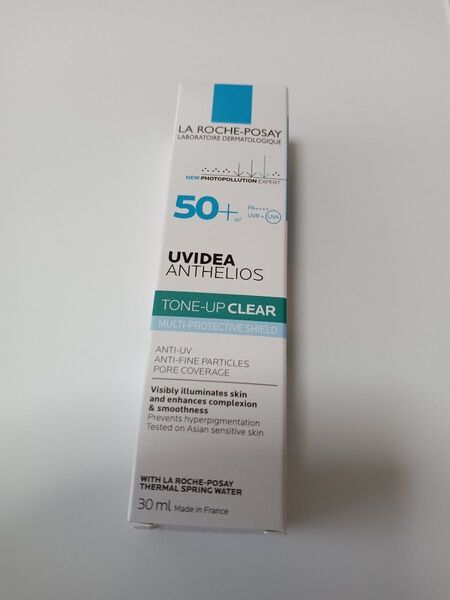 LA ROCHE-POSAY
LABORATOIRE DERMATOLOGIQUE
NEW PHOTOPOLLUTION EXPERT
50+
SPF
PA++++
UVB + UVA
UVIDEA
ANTHELIOS
TONE-UP CLEAR
MULTI-PROTECTIVE SHIELD
ANTI-UV
ANTI-FINE PARTICLES
PORE COVERAGE
Visibly illuminates skin
and enhances complexion
& smoothness
Prevents hyperpigmentation
Tested on Asian sensitive skin
WITH LA ROCHE-POSAY
THERMAL SPRING WATER
30 ml Made in France